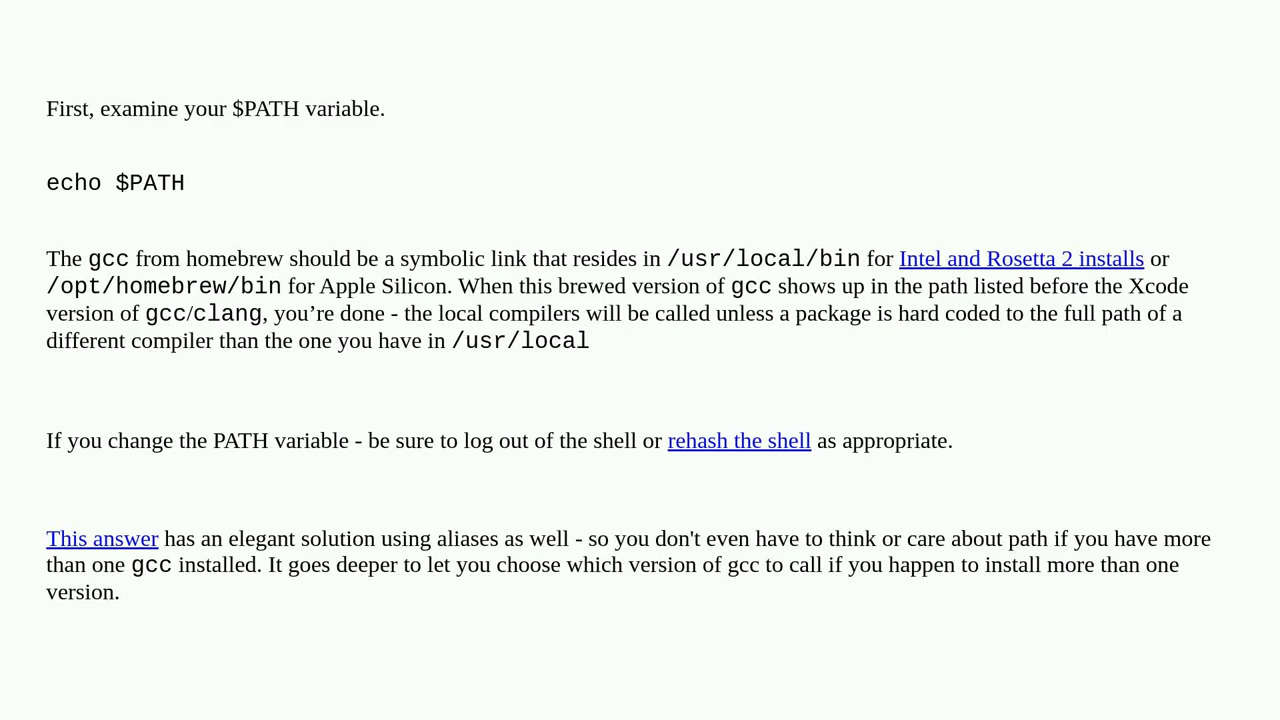 First, examine your $PATH variable.
echo $PATH
The gcc from homebrew should be a symbolic link that resides in /usr/local/bin for Intel and Rosetta 2 installs or
/opt/homebrew/bin for Apple Silicon. When this brewed version of gcc shows up in the path listed before the Xcode
version of gcc/clang, you’re done - the local compilers will be called unless a package is hard coded to the full path of a
different compiler than the one you have in /usr/local
If you change the PATH variable - be sure to log out of the shell or rehash the shell as appropriate.
This answer has an elegant solution using aliases as well - so you don't even have to think or care about path if you have more
than one gcc installed. It goes deeper to let you choose which version of gcc to call if you happen to install more than one
version.